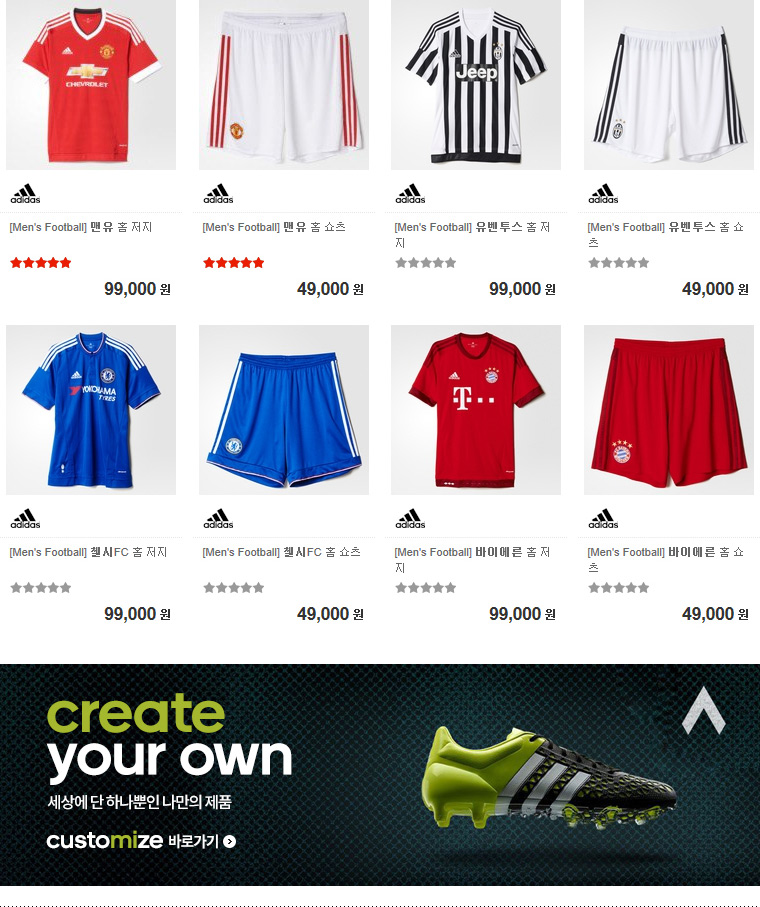 CHEVROLET
Jeep
adidas
adidas
adidas
adidas
[Men's Football] 맨유 홈 저지
[Men's Football] 맨유 홈 쇼츠
[Men's Football] 유벤투스 홈 저
지
[Men's Football] 유벤투스 홈 쇼
츠
99,000 원
49,000 원
99,000 원
49,000 원
YOKOHAMA
TYRES
T
adidas
adidas
adidas
adidas
[Men's Football] 첼시FC 홈 저지
[Men's Football] 첼시FC 홈 쇼츠
[Men's Football] 바이에른 홈 저
지
[Men's Football] 바이에른 홈 쇼
츠
99,000 원
49,000 원
99,000 원
49,000 원
create
your own
세상에 단 하나뿐인 나만의 제품
customize 바로가기